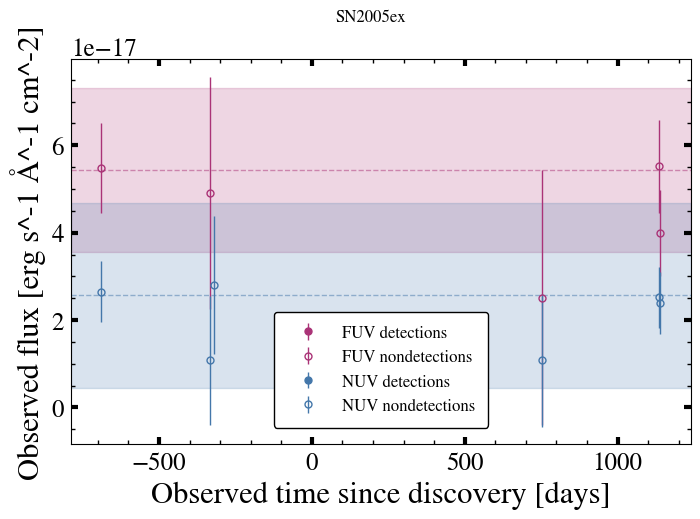 SN2005ex
1e−17
Observed flux [erg s^-1 Å^-1 cm^-2]
6
4
2
0
FUV detections
FUV nondetections
NUV detections
NUV nondetections
−500 0 500 1000
Observed time since discovery [days]